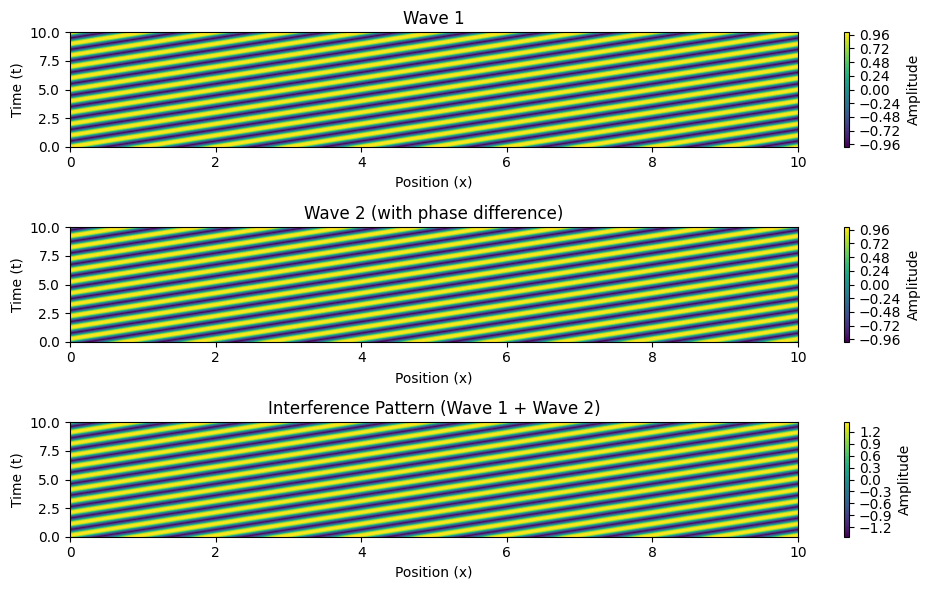 Wave 1
10.0
7.5
5.0
2.5
0.0
Time (t)
0 2 4 6 8 10
Position (x)
0.96
0.72
0.48
0.24
0.00
−0.24
−0.48
−0.72
−0.96
Amplitude
Wave 2 (with phase difference)
10.0
7.5
5.0
2.5
0.0
Time (t)
0 2 4 6 8 10
Position (x)
0.96
0.72
0.48
0.24
0.00
−0.24
−0.48
−0.72
−0.96
Amplitude
Interference Pattern (Wave 1 + Wave 2)
10.0
7.5
5.0
2.5
0.0
Time (t)
0 2 4 6 8 10
Position (x)
1.2
0.9
0.6
0.3
0.0
−0.3
−0.6
−0.9
−1.2
Amplitude